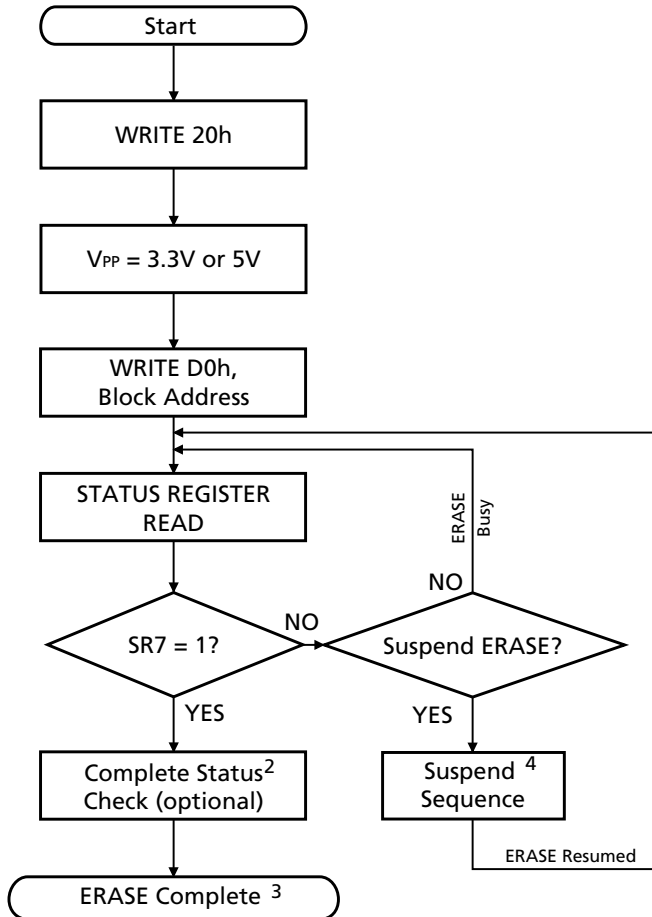 Start
WRITE 20h
VPP = 3.3V or 5V
WRITE D0h,
Block Address
STATUS REGISTER
READ
ERASE
Busy
NO
SR7 = 1?
NO
Suspend ERASE?
YES
YES
Complete Status2
Check (optional)
Suspend 4
Sequence
ERASE Resumed
ERASE Complete 3